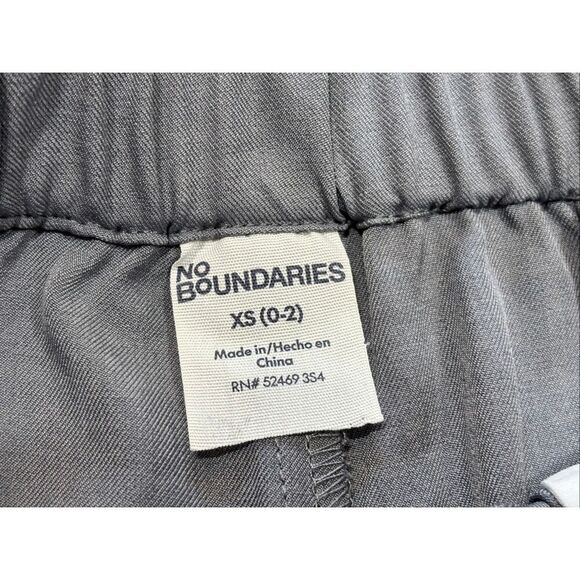 NO
BOUNDARIES
XS (0-2)
Made in/Hecho en
China
RN# 52469 3S4